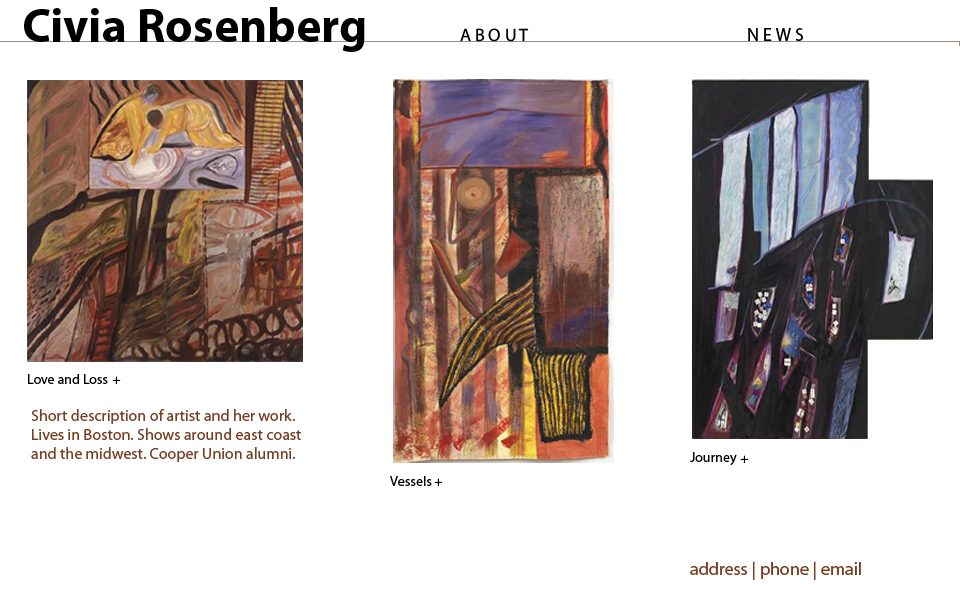 Civia Rosenberg
ABOUT
NEWS
Love and Loss +
Short description of artist and her work.
Lives in Boston. Shows around east coast
and the midwest. Cooper Union alumni.
Vessels +
Journey +
address | phone | email